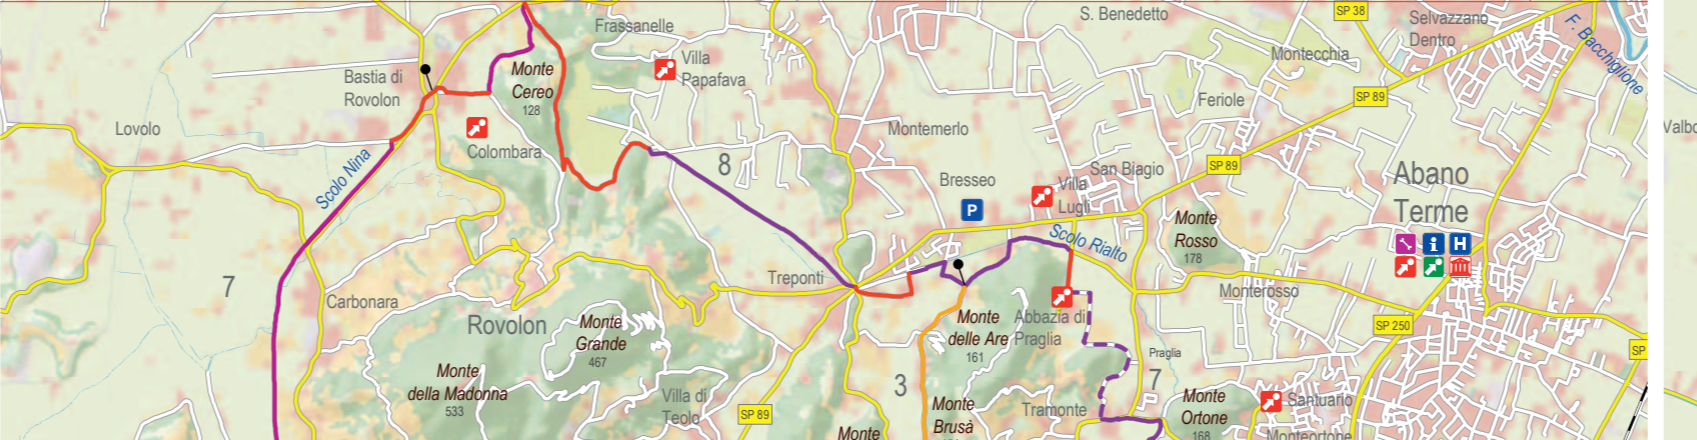 Frassanelle
S. Benedetto
SP 38
Selvazzano
Dentro
F. Bacchiglione
Bastia di
Rovolon
Monte
Cereo
128
Villa
Papafava
Montecchia
SP 89
Feriole
Lovolo
Colombara
Scolo Nina
8
Montemerlo
Valbo
SP 89
San Biagio
Bresseo
P
Villa
Lugli
Abano
Terme
Monte
Rosso
178
Scolo Rialto
i
H
7
Treponti
Carbonara
Monterosso
Rovolon
Monte
Grande
467
Monte
delle Are
161
Abbazia di
Praglia
SP 250
SP
Praglia
Monte
della Madonna
533
3
7
Villa di
Teolo
SP 89
Monte
Brusà
Tramonte
Monte
Ortone
168
Santuario
Monteortone
Monte